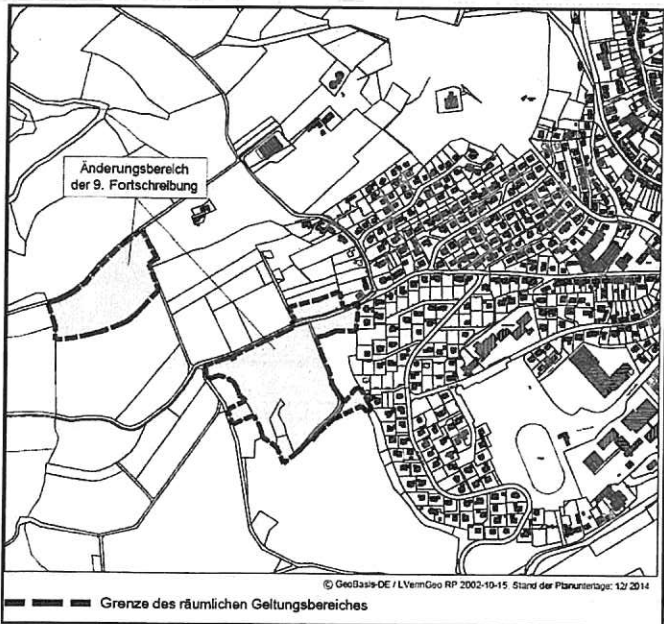 Änderungsbereich
der 9. Fortschreibung
© GeoBasis-DE / LVermGeo RP 2002-10-15, Stand der Planunterlage: 12/ 2014
Grenze des räumlichen Geltungsbereiches